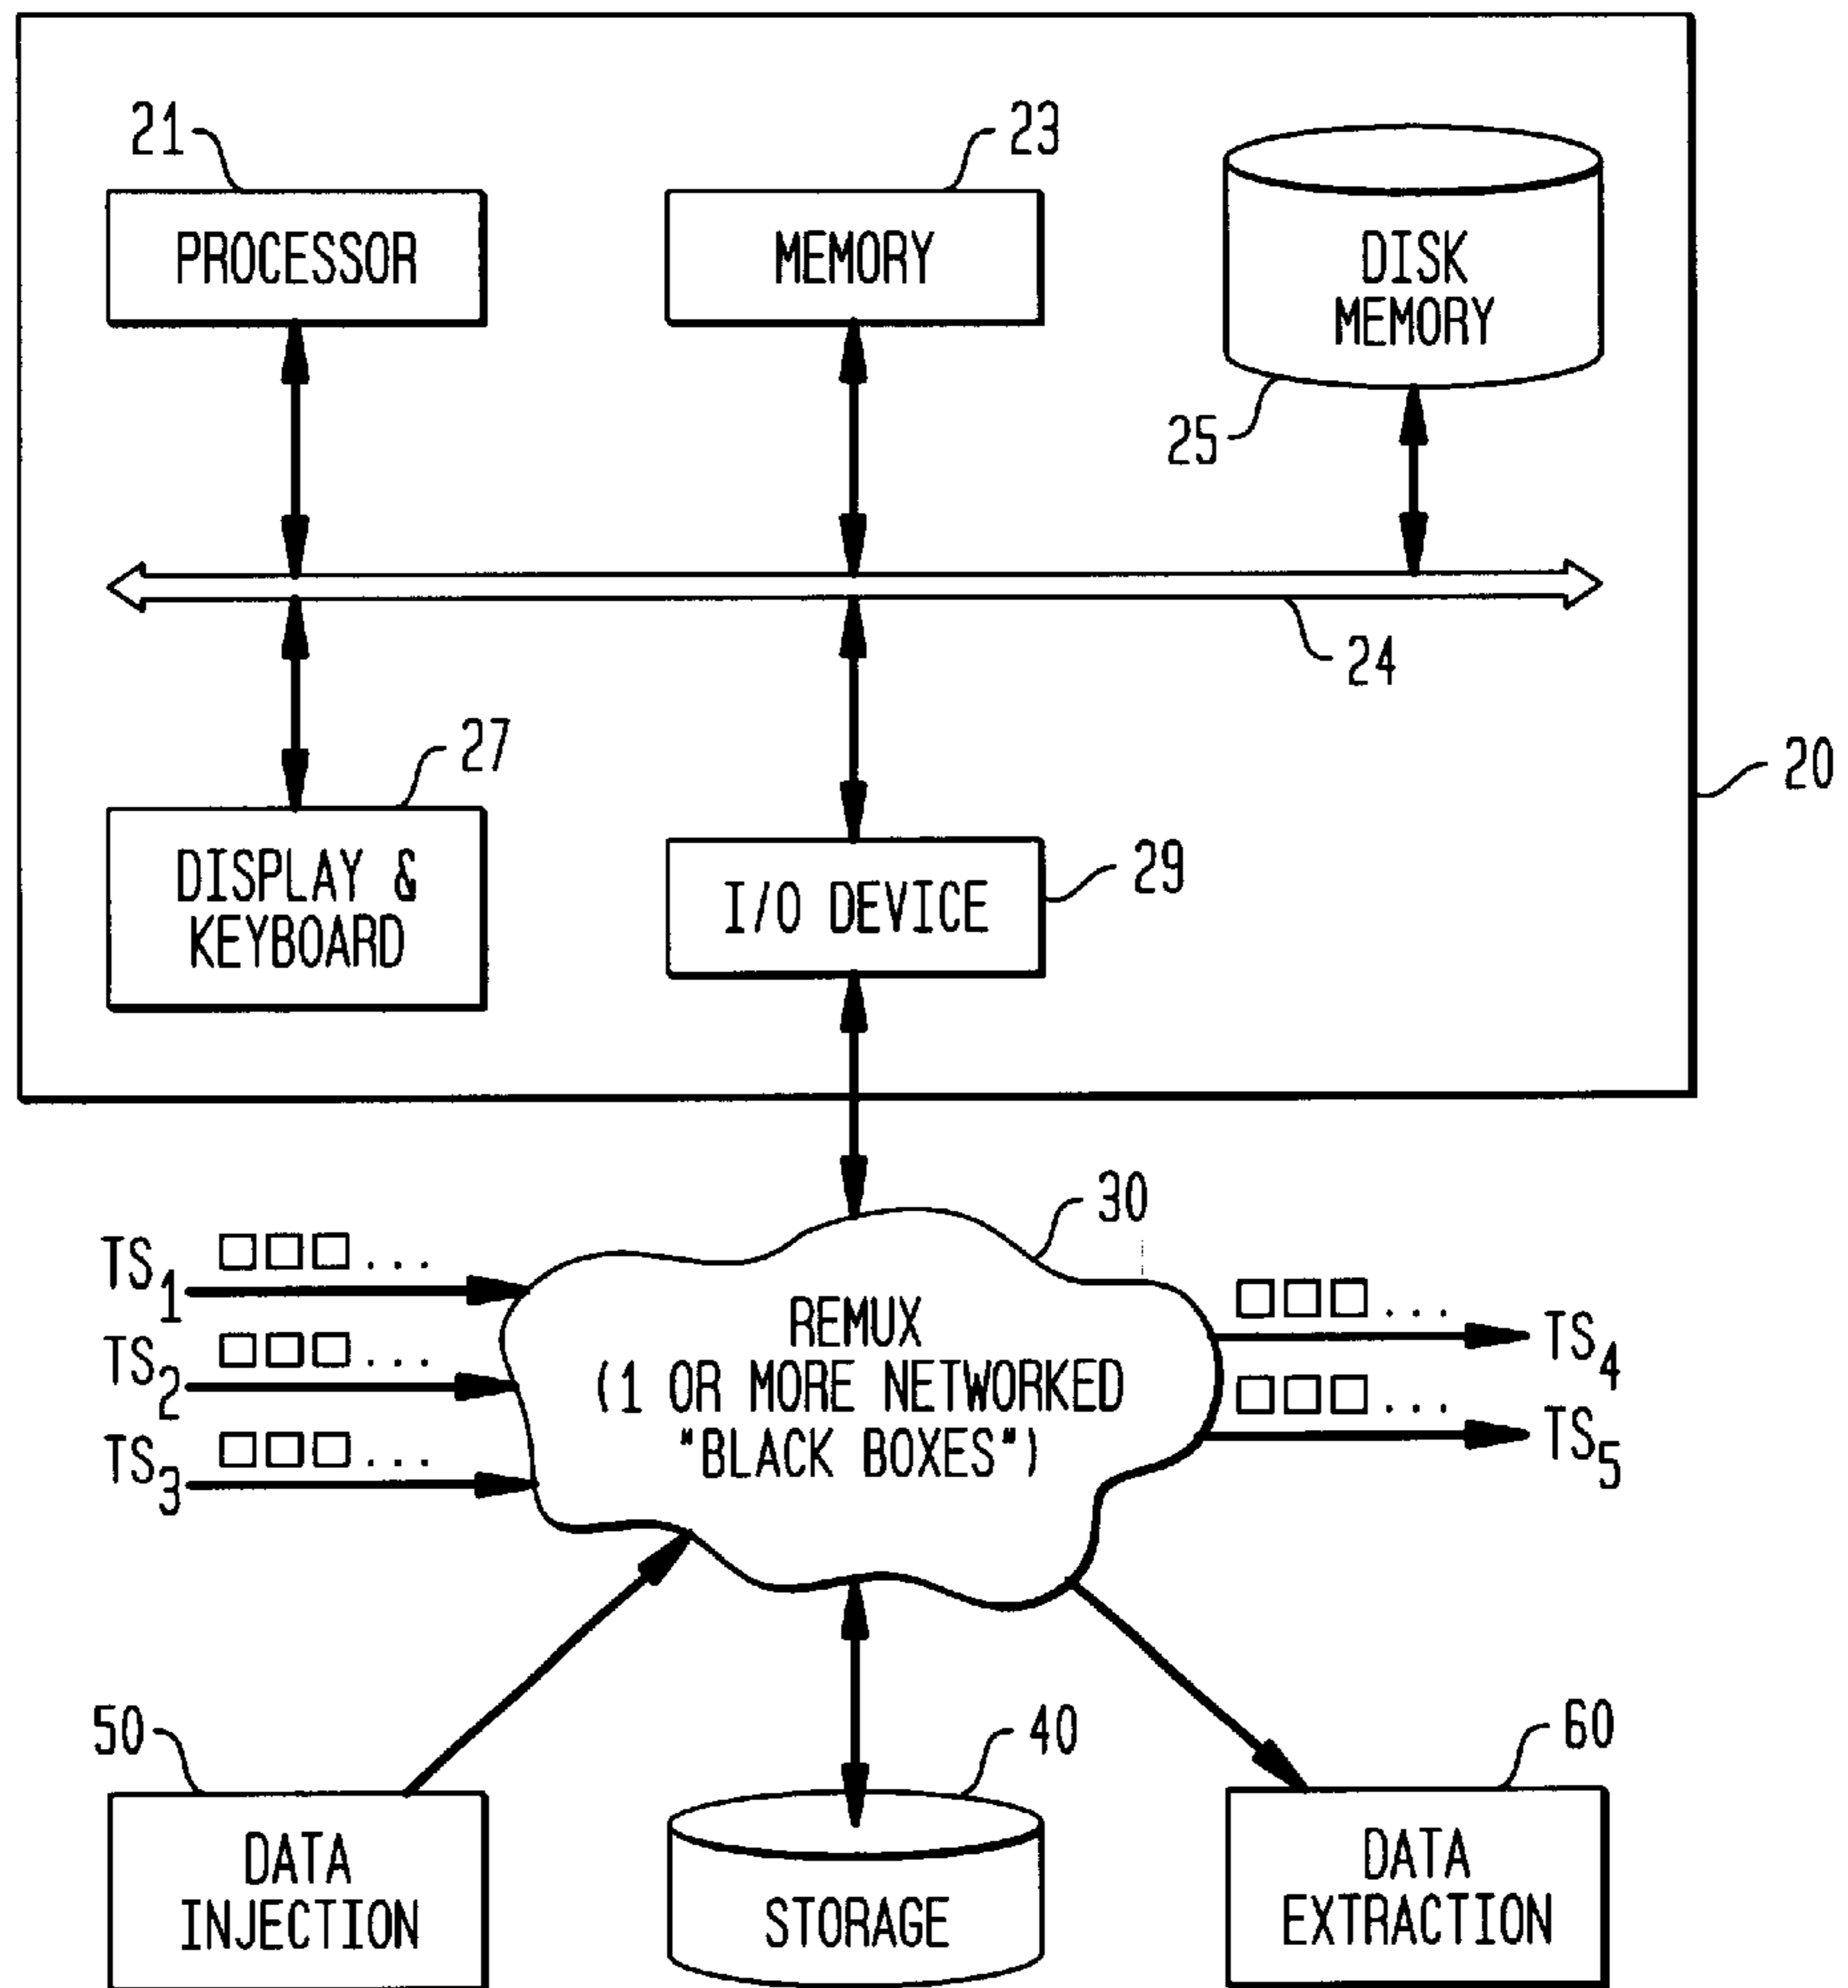 21
23
PROCESSOR
MEMORY
DISK
MEMORY
25
24
27
20
DISPLAY &
KEYBOARD
I/O DEVICE
29
30
TS1 ...
TS2 ...
TS3 ...
REMUX
(1 OR MORE NETWORKED
"BLACK BOXES")
... TS4
... TS5
50
40
60
DATA
INJECTION
STORAGE
DATA
EXTRACTION